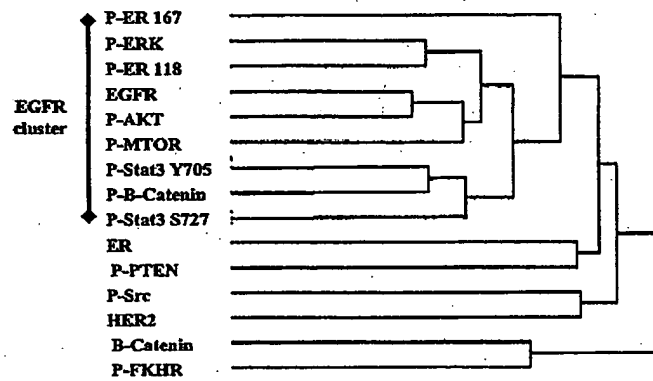 P-ER 167
P-ERK
P-ER 118
EGFR
P-AKT
P-MTOR
P-Stat3 Y705
P-B-Catenin
P-Stat3 S727
EGFR
cluster
ER
P-PTEN
P-Src
HER2
B-Catenin
P-FKHR